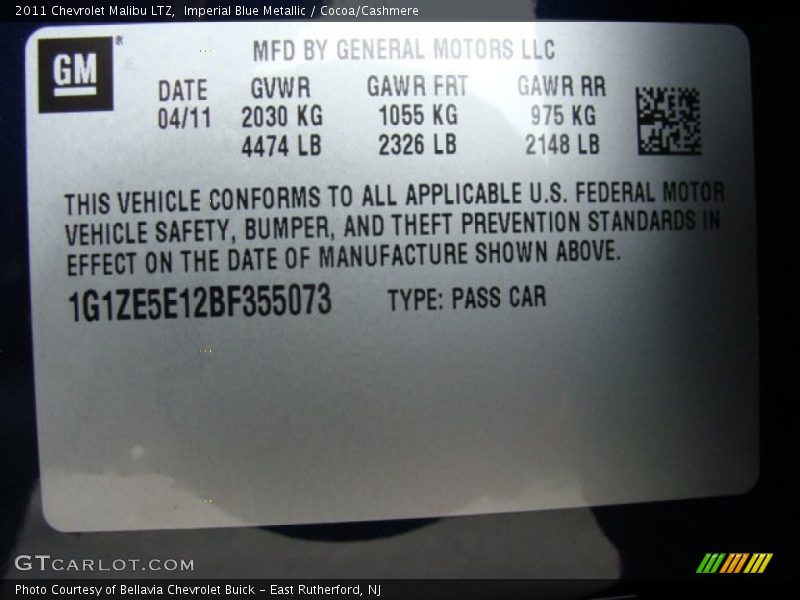 2011 Chevrolet Malibu LTZ, Imperial Blue Metallic / Cocoa/Cashmere
GM®
MFD BY GENERAL MOTORS LLC
DATE GVWR GAWR FRT GAWR RR
04/11 2030 KG 1055 KG 975 KG
4474 LB 2326 LB 2148 LB
THIS VEHICLE CONFORMS TO ALL APPLICABLE U.S. FEDERAL MOTOR
VEHICLE SAFETY, BUMPER, AND THEFT PREVENTION STANDARDS IN
EFFECT ON THE DATE OF MANUFACTURE SHOWN ABOVE.
1G1ZE5E12BF355073 TYPE: PASS CAR
GTCARLOT.COM
Photo Courtesy of Bellavia Chevrolet Buick – East Rutherford, NJ